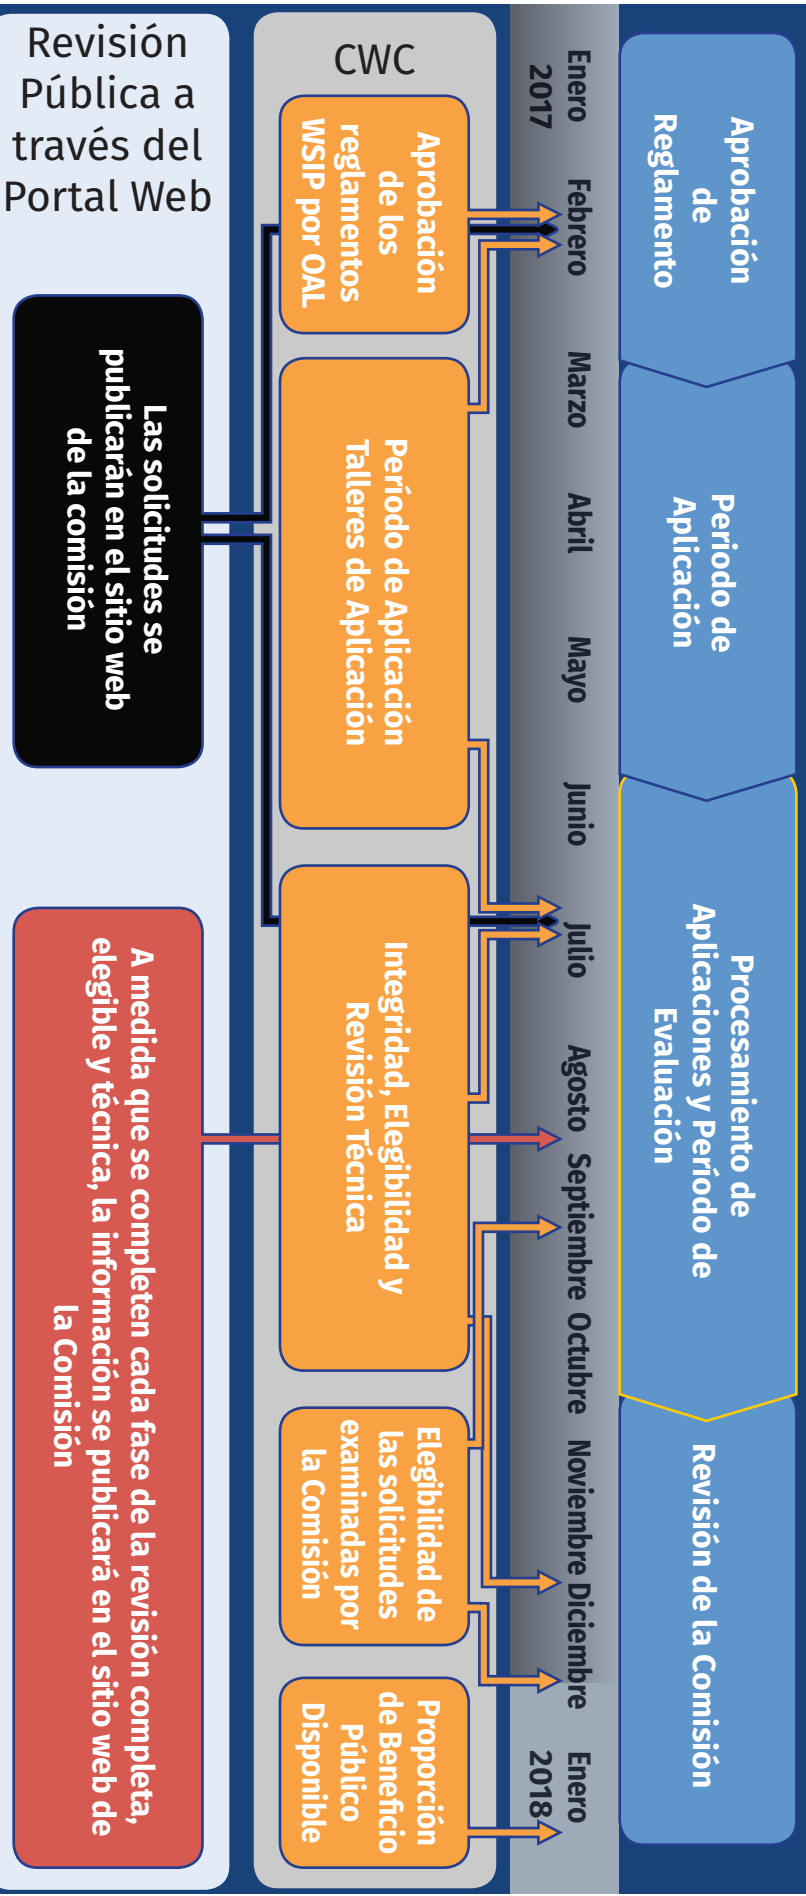 Aprobación
de
Reglamento
Periodo de
Aplicación
Procesamiento de
Aplicaciones y Período de
Evaluación
Revisión de la Comisión
Enero
2017
Febrero
Marzo
Abril
Mayo
Junio
Julio
Agosto
Septiembre
Octubre
Noviembre
Diciembre
Enero
2018
CWC
Aprobación
de los
reglamentos
WSIP por OAL
Período de Aplicación
Talleres de Aplicación
Integridad, Elegibilidad y
Revisión Técnica
Elegibilidad de
las solicitudes
examinadas por
la Comisión
Proporción
de Beneficio
Público
Disponible
Revisión
Pública a
través del
Portal Web
Las solicitudes se
publicarán en el sitio web
de la comisión
A medida que se completen cada fase de la revisión completa,
elegible y técnica, la información se publicará en el sitio web de
la Comisión